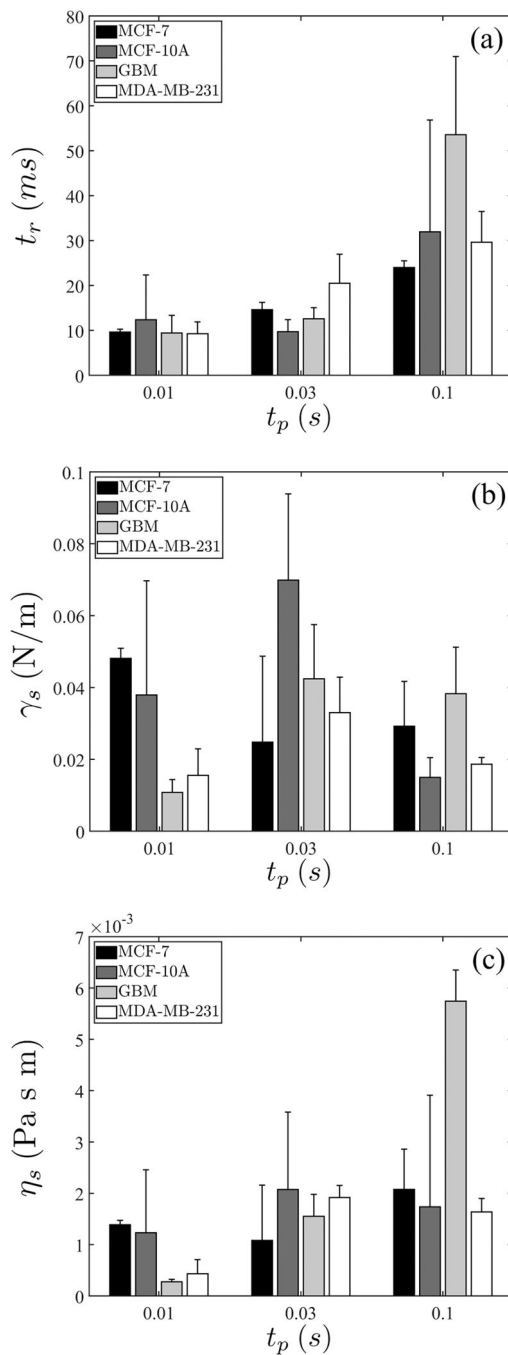 (a)
MCF-7
MCF-10A
GBM
MDA-MB-231
80
70
60
50
40
30
20
10
0
t_r (ms)
0.01 0.03 0.1
t_p (s)
(b)
MCF-7
MCF-10A
GBM
MDA-MB-231
0.1
0.08
0.06
0.04
0.02
0
γ_s (N/m)
0.01 0.03 0.1
t_p (s)
×10⁻³
(c)
MCF-7
MCF-10A
GBM
MDA-MB-231
7
6
5
4
3
2
1
0
η_s (Pa s m)
0.01 0.03 0.1
t_p (s)